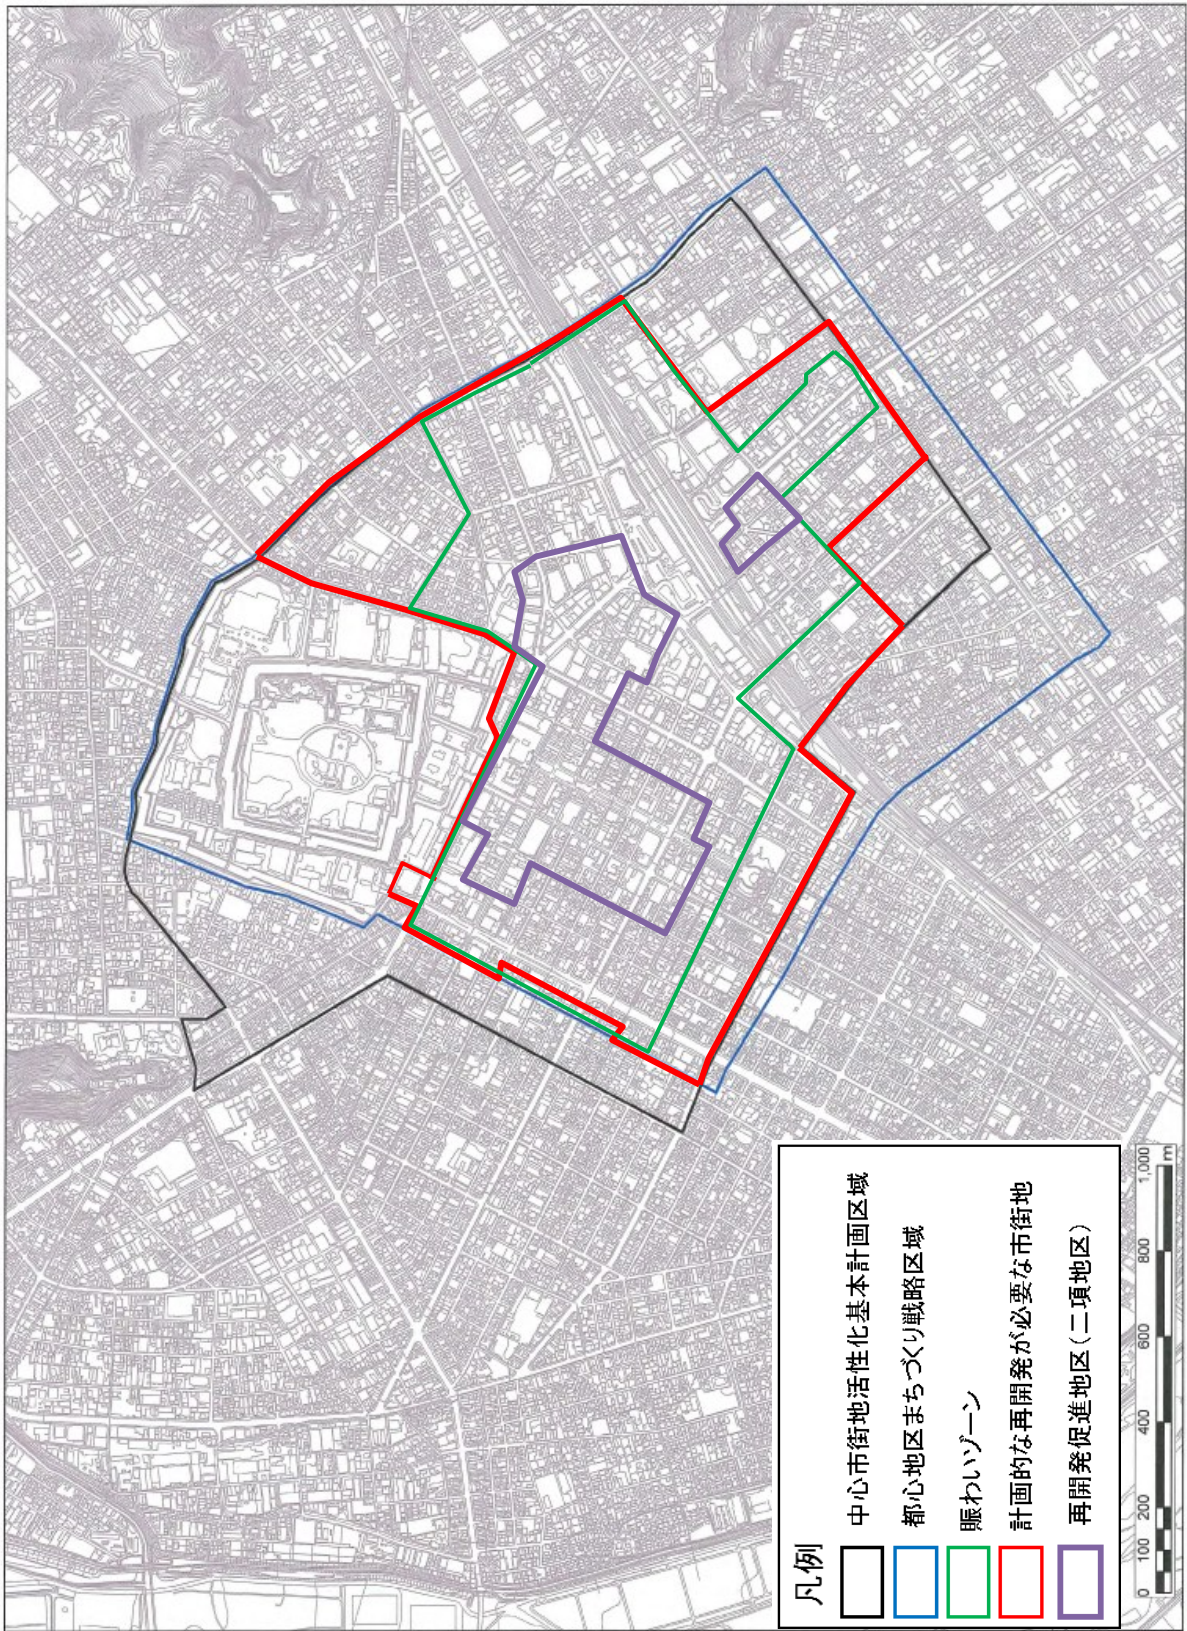 凡例
中心市街地活性化基本計画区域
都心地区まちづくり戦略区域
賑わいゾーン
計画的な再開発が必要な市街地
再開発促進地区(二項地区)
0 100 200 400 600 800 1,000
m